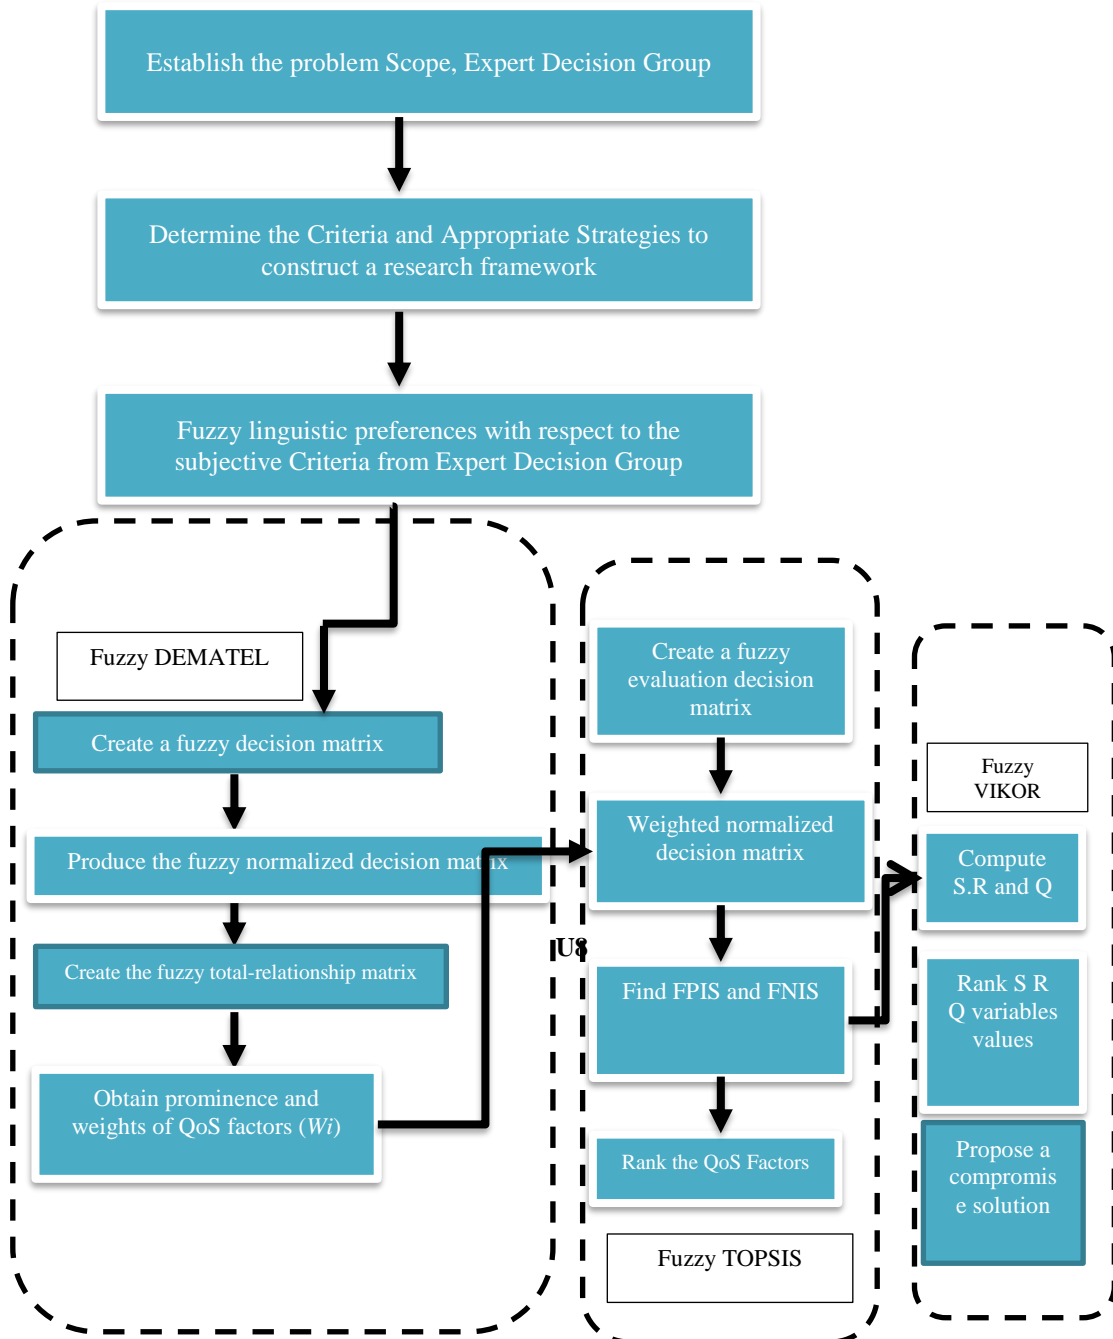 Establish the problem Scope, Expert Decision Group
Determine the Criteria and Appropriate Strategies to
construct a research framework
Fuzzy linguistic preferences with respect to the
subjective Criteria from Expert Decision Group
Fuzzy DEMATEL
Create a fuzzy decision matrix
Produce the fuzzy normalized decision matrix
Create the fuzzy total-relationship matrix
Obtain prominence and
weights of QoS factors (Wi)
U8
Create a fuzzy
evaluation decision
matrix
Weighted normalized
decision matrix
Find FPIS and FNIS
Rank the QoS Factors
Fuzzy TOPSIS
Fuzzy
VIKOR
Compute
S.R and Q
Rank S R
Q variables
values
Propose a
compromis
e solution